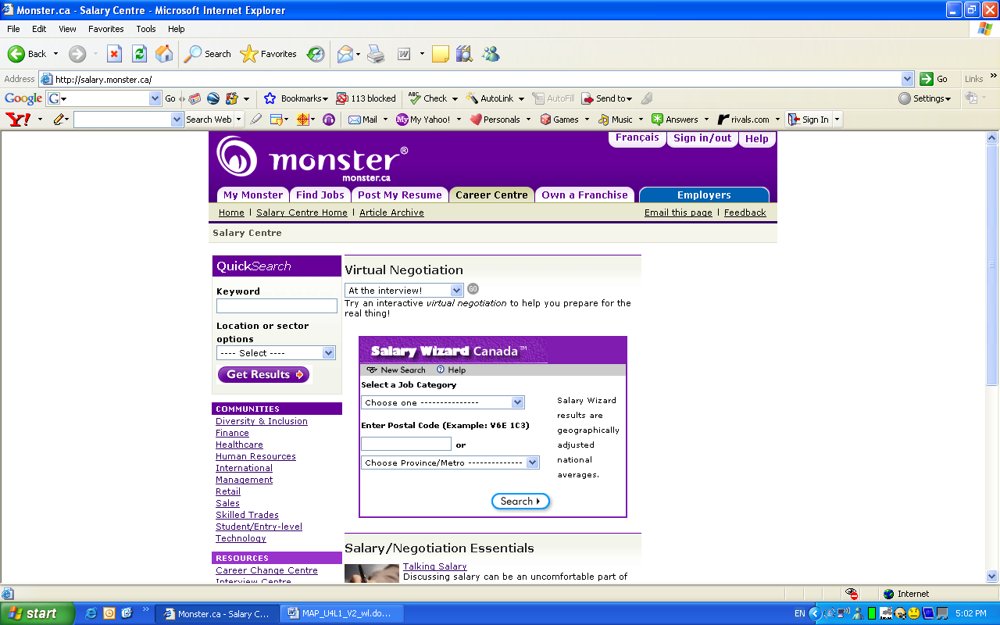 Monster.ca - Salary Centre - Microsoft Internet Explorer
File Edit View Favorites Tools Help
Back Search Favorites
Address http://salary.monster.ca/ Go Links »
Google G Go Bookmarks 113 blocked ABC Check AutoLink AutoFill Send to Settings
Y! Search Web Mail My My Yahoo! Personals Games Music Answers rivals.com Sign In
Français Sign in/out Help
monster®
monster.ca
My Monster Find Jobs Post My Resume Career Centre Own a Franchise Employers
Home | Salary Centre Home | Article Archive Email this page | Feedback
Salary Centre
QuickSearch
Keyword
Location or sector
options
---- Select ----
Get Results
COMMUNITIES
Diversity & Inclusion
Finance
Healthcare
Human Resources
International
Management
Retail
Sales
Skilled Trades
Student/Entry-level
Technology
RESOURCES
Career Change Centre
Interview Centre
Virtual Negotiation
At the interview! GO
Try an interactive virtual negotiation to help you prepare for the
real thing!
Salary Wizard Canada™
New Search ? Help
Select a Job Category
Choose one ---------------
Enter Postal Code (Example: V6E 1C3)
or
Choose Province/Metro --------------
Search
Salary Wizard
results are
geographically
adjusted
national
averages.
Salary/Negotiation Essentials
Talking Salary
Discussing salary can be an uncomfortable part of
Internet
start » Monster.ca - Salary C... MAP_U4L1_V2_wl.do... EN 5:02 PM